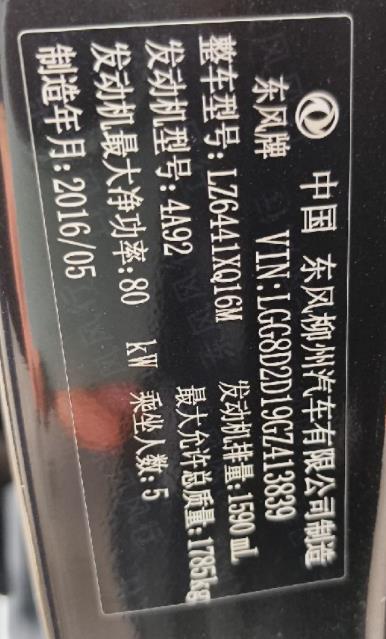 中国 东风柳州汽车有限公司制造
东风牌 VIN:LGG8D2D19GZ413839
整车型号:LZ6441XQ16M 发动机排量:1590 mL
发动机型号:4A92 最大允许总质量:1785kg
发动机最大净功率:80 kW 乘坐人数:5
制造年月:2016/05